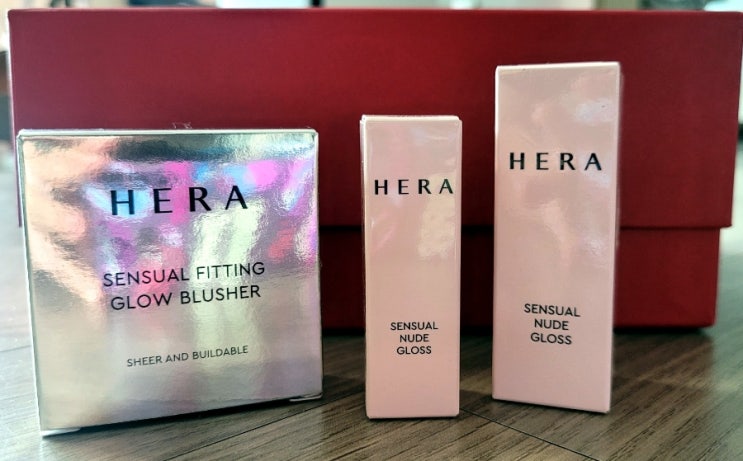 HERA
SENSUAL FITTING
GLOW BLUSHER
SHEER AND BUILDABLE
HERA
SENSUAL
NUDE
GLOSS
HERA
SENSUAL
NUDE
GLOSS